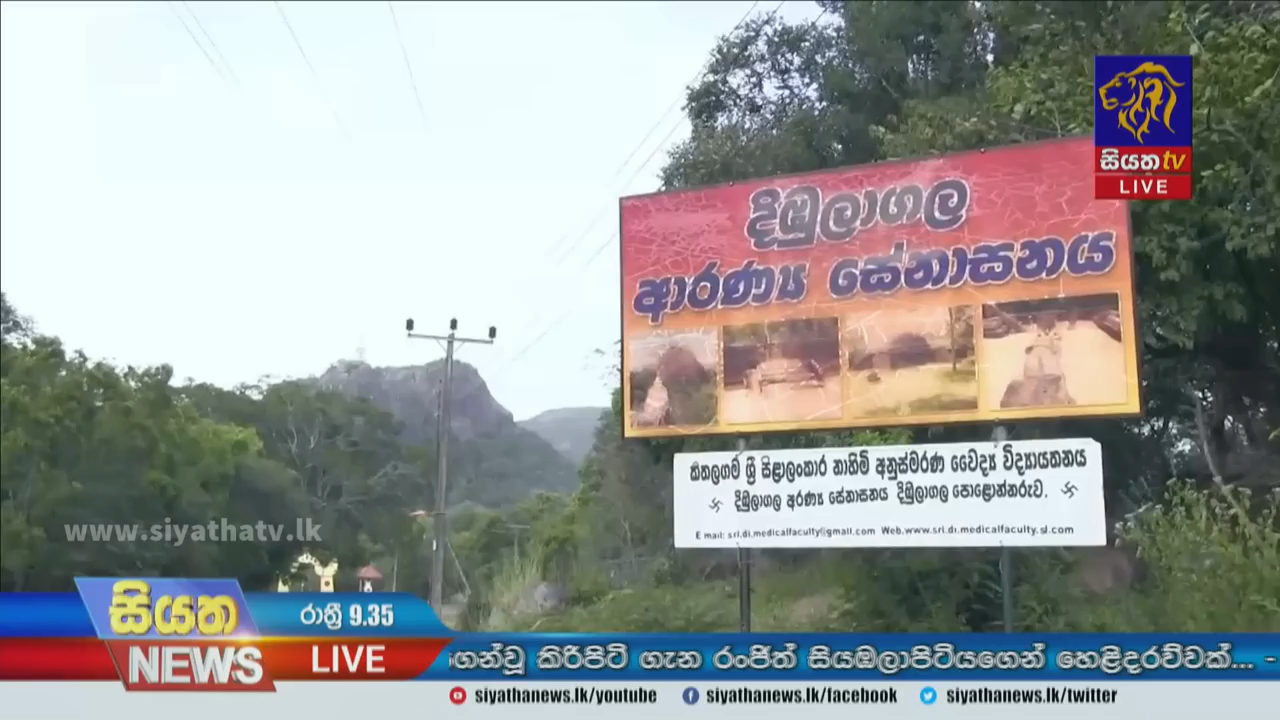 සියත tv
LIVE
දිඹුලාගල
ආරණ්‍ය සේනාසනය
කිතලගම ශ්‍රී සීළාලංකාර නාහිමි අනුස්මරණ වෛද්‍ය විද්‍යායතනය
දිඹුලාගල අරණ්‍ය සේනාසනය දිඹුලාගල පොළොන්නරුව.
E mail: sri.di.medicalfaculty@gmail.com Web.www.sri.di.medicalfaculty.sl.com
www.siyathatv.lk
සියත
NEWS
රාත්‍රී 9.35
LIVE
ගෙන්වූ කිරිපිටි ගැන රංජිත් සියඹලාපිටියගෙන් හෙළිදරව්වක්... -
siyathanews.lk/youtube siyathanews.lk/facebook siyathanews.lk/twitter